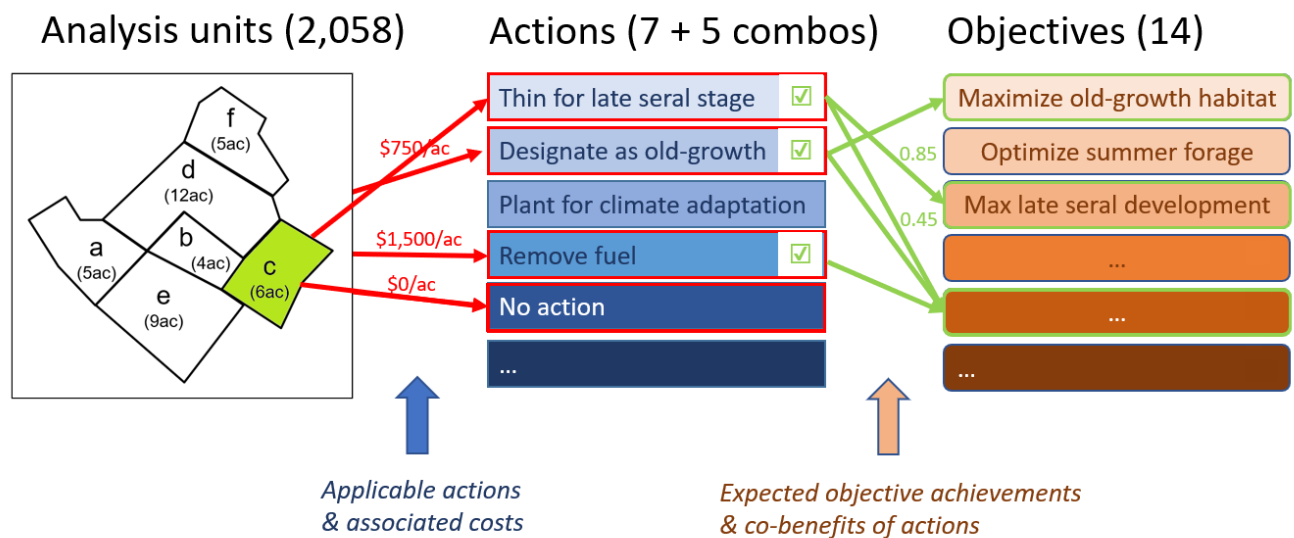 Analysis units (2,058)
Actions (7 + 5 combos)
Objectives (14)
f
(5ac)
d
(12ac)
a
(5ac)
b
(4ac)
c
(6ac)
e
(9ac)
$750/ac
$1,500/ac
$0/ac
Thin for late seral stage
Designate as old-growth
Plant for climate adaptation
Remove fuel
No action
...
0.85
0.45
Maximize old-growth habitat
Optimize summer forage
Max late seral development
...
...
...
Applicable actions
& associated costs
Expected objective achievements
& co-benefits of actions